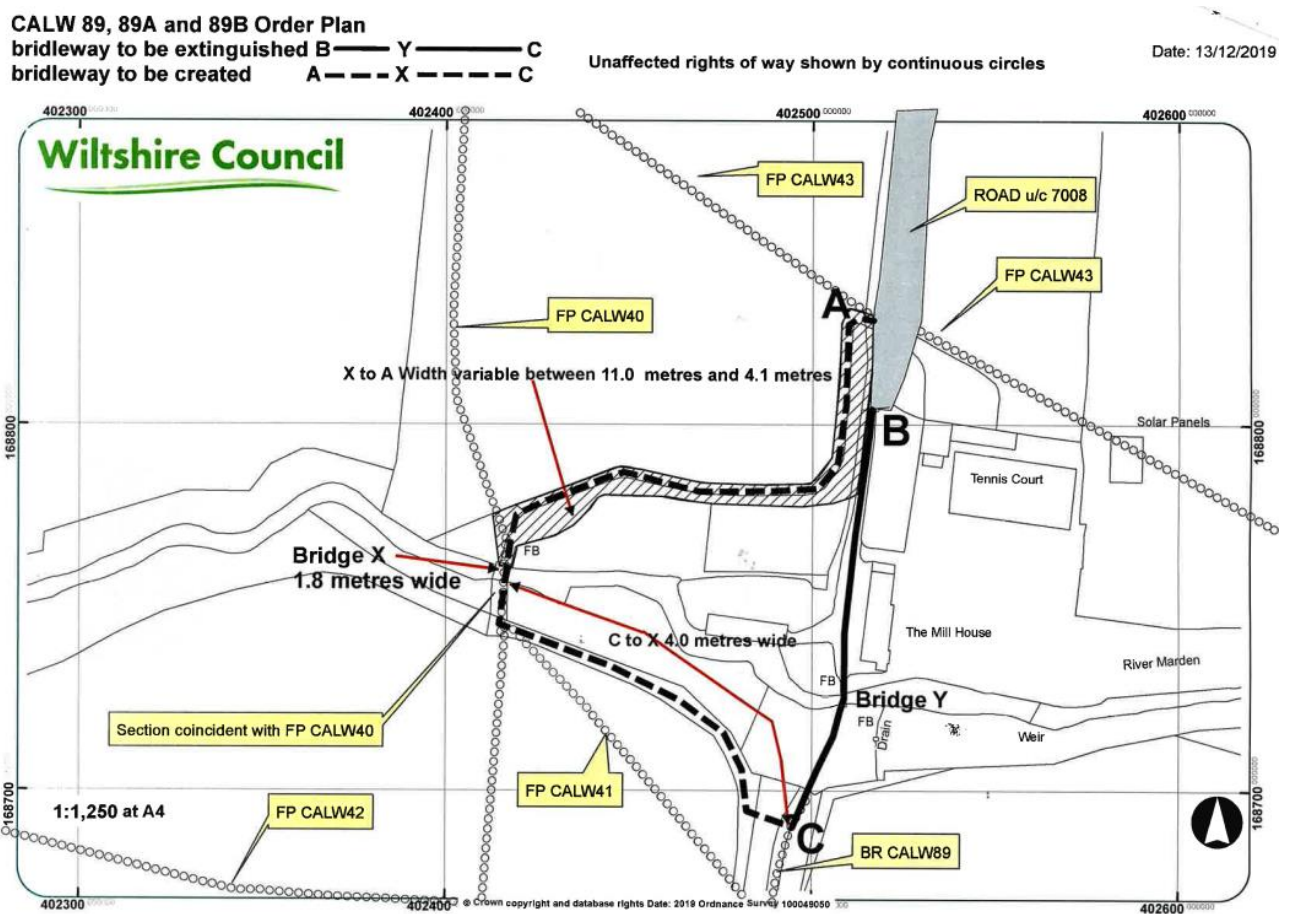 CALW 89, 89A and 89B Order Plan
bridleway to be extinguished B Y C
bridleway to be created A X C
Unaffected rights of way shown by continuous circles
Date: 13/12/2019
402300
402400
402500
402600
Wiltshire Council
FP CALW43
ROAD u/c 7008
FP CALW43
FP CALW40
A
X to A Width variable between 11.0 metres and 4.1 metres
168800
B
Solar Panels
168800
Tennis Court
FB
Bridge X
1.8 metres wide
C to X 4.0 metres wide
The Mill House
River Marden
FB
Bridge Y
FB
Drain
Weir
Section coincident with FP CALW40
FP CALW41
168700
168700
1:1,250 at A4
FP CALW42
C
BR CALW89
402300
402400
© Crown copyright and database rights Date: 2019 Ordnance Survey 100049050
402600